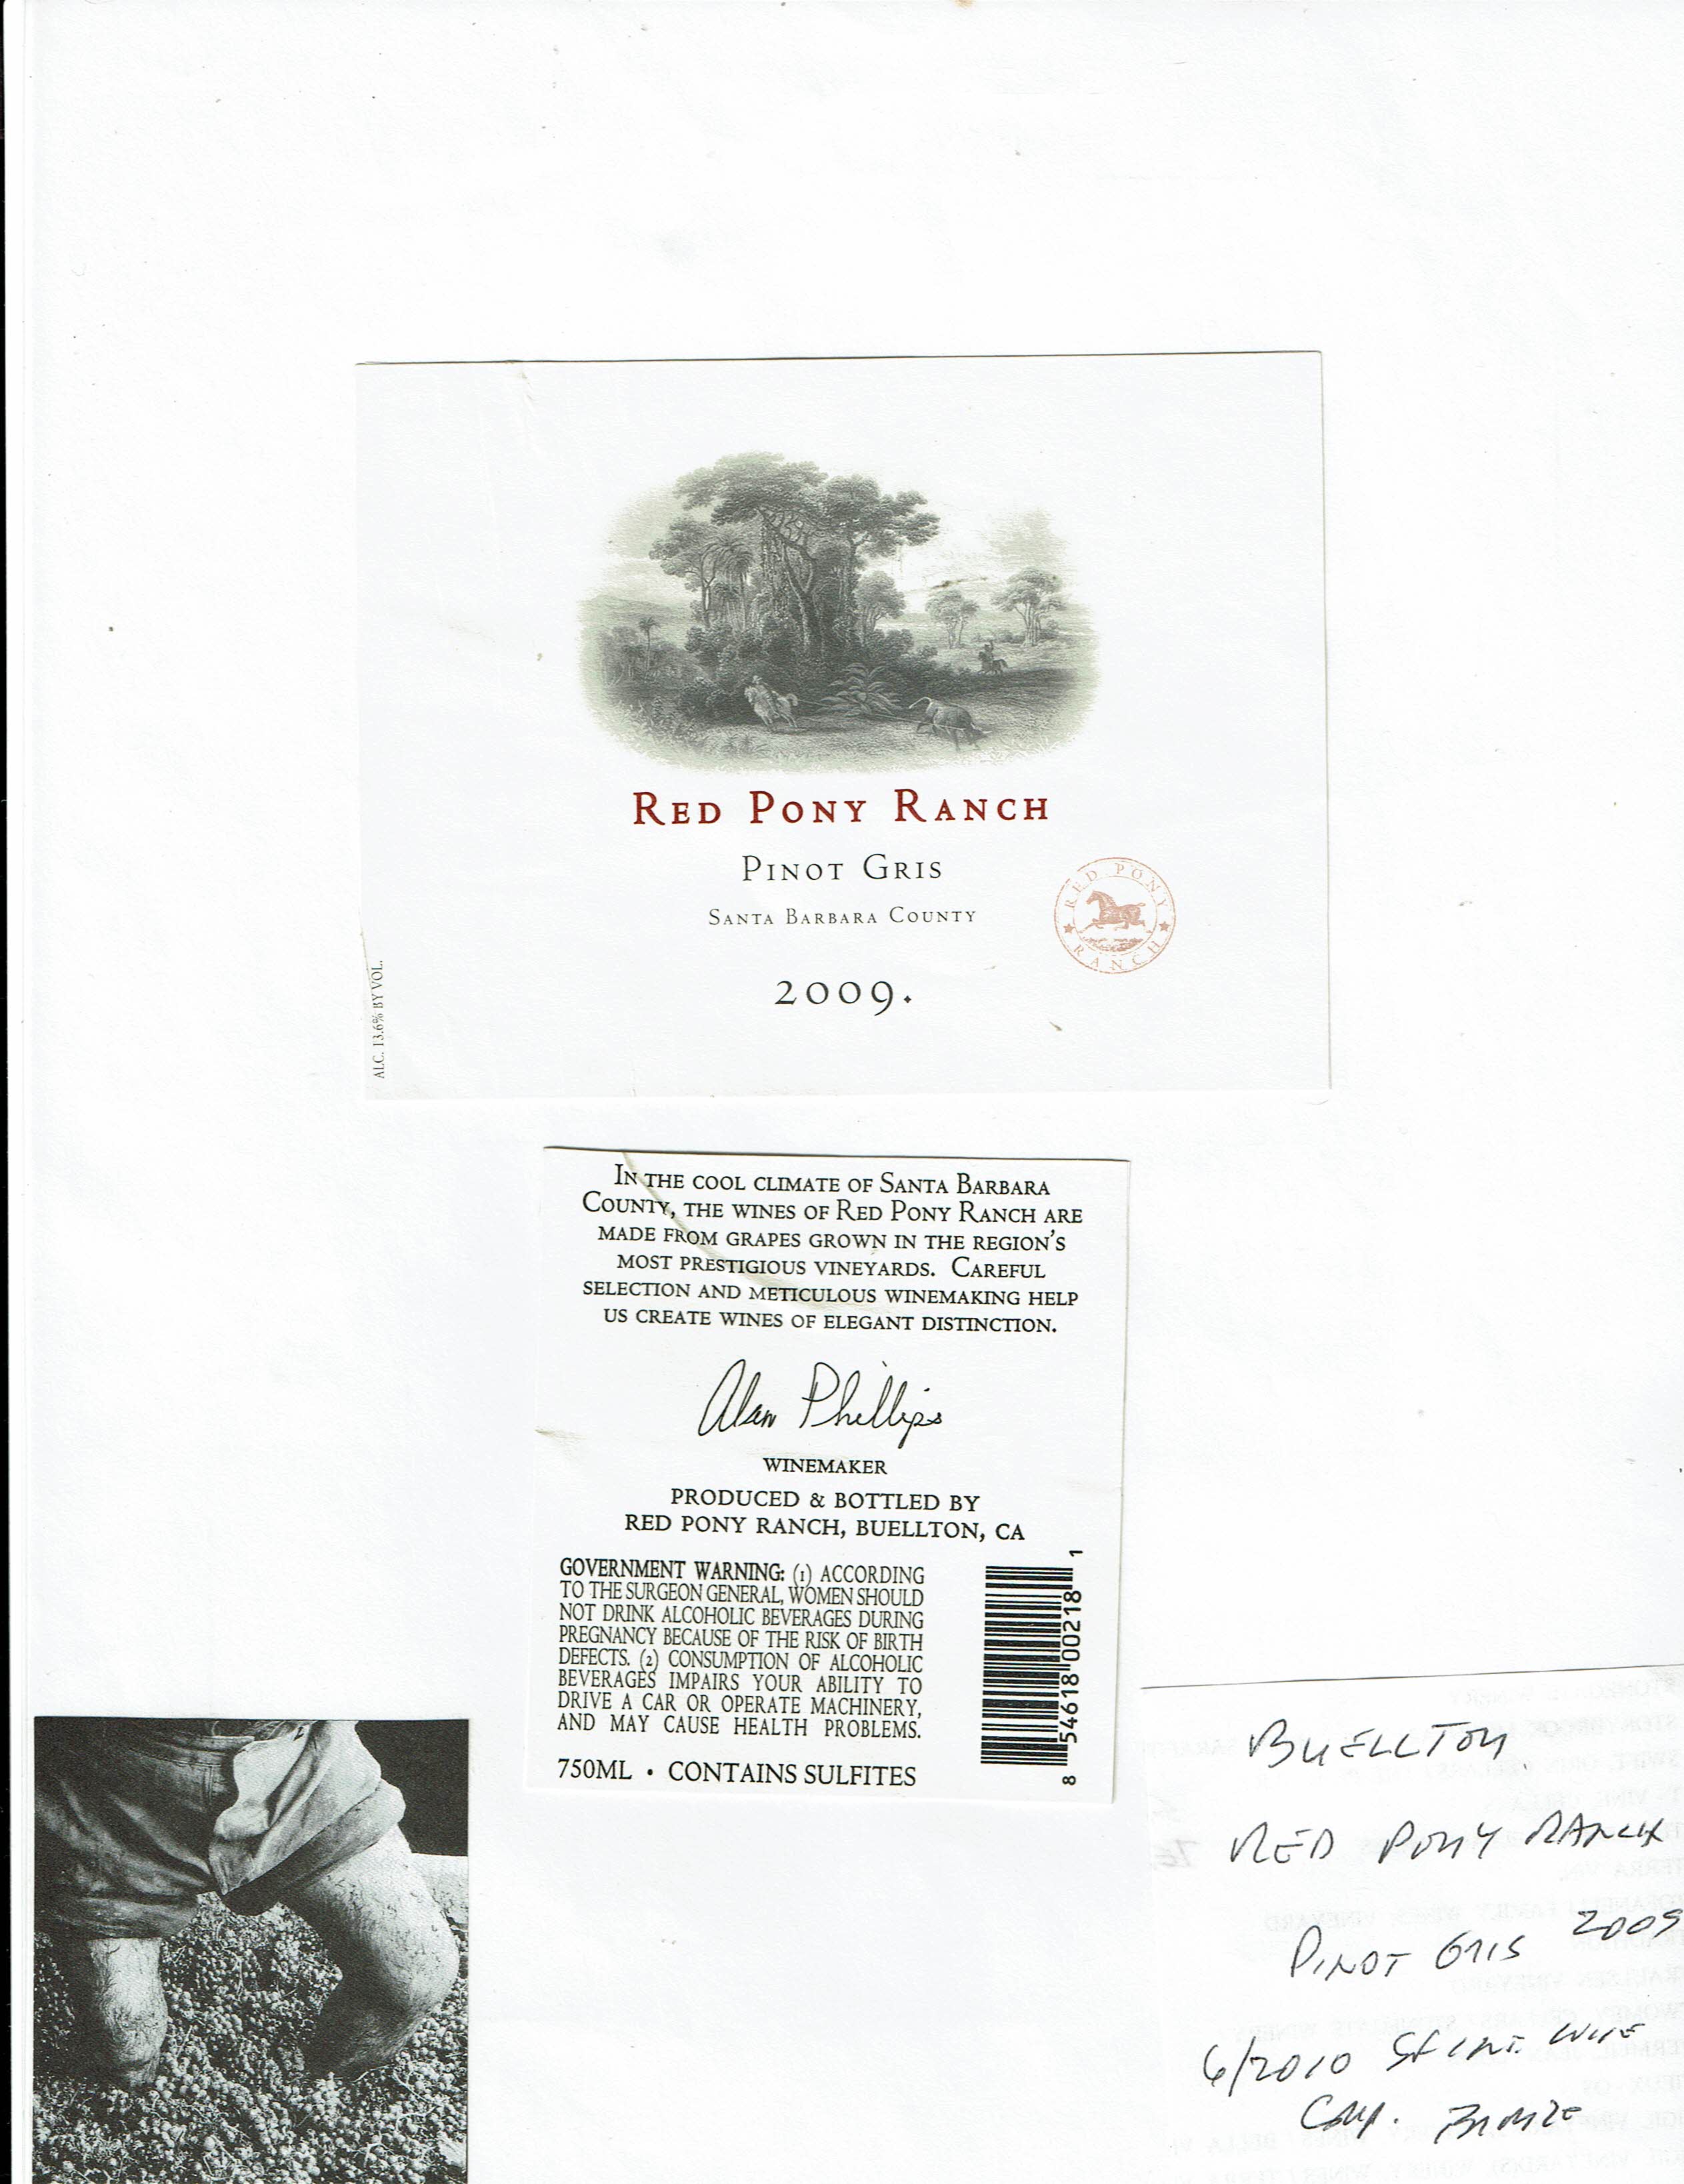 RED PONY RANCH
PINOT GRIS
SANTA BARBARA COUNTY
RED PONY
RANCH
2009.
ALC. 13.6% BY VOL.
IN THE COOL CLIMATE OF SANTA BARBARA
COUNTY, THE WINES OF RED PONY RANCH ARE
MADE FROM GRAPES GROWN IN THE REGION'S
MOST PRESTIGIOUS VINEYARDS. CAREFUL
SELECTION AND METICULOUS WINEMAKING HELP
US CREATE WINES OF ELEGANT DISTINCTION.
Alan Phillips
WINEMAKER
PRODUCED & BOTTLED BY
RED PONY RANCH, BUELLTON, CA
GOVERNMENT WARNING: (1) ACCORDING
TO THE SURGEON GENERAL, WOMEN SHOULD
NOT DRINK ALCOHOLIC BEVERAGES DURING
PREGNANCY BECAUSE OF THE RISK OF BIRTH
DEFECTS. (2) CONSUMPTION OF ALCOHOLIC
BEVERAGES IMPAIRS YOUR ABILITY TO
DRIVE A CAR OR OPERATE MACHINERY,
AND MAY CAUSE HEALTH PROBLEMS.
750ML • CONTAINS SULFITES
8 54618 00218 1
BUELLTON
RED PONY RANCH
PINOT GRIS 2009
6/2010 SF INT. WINE
COMP. BRONZE